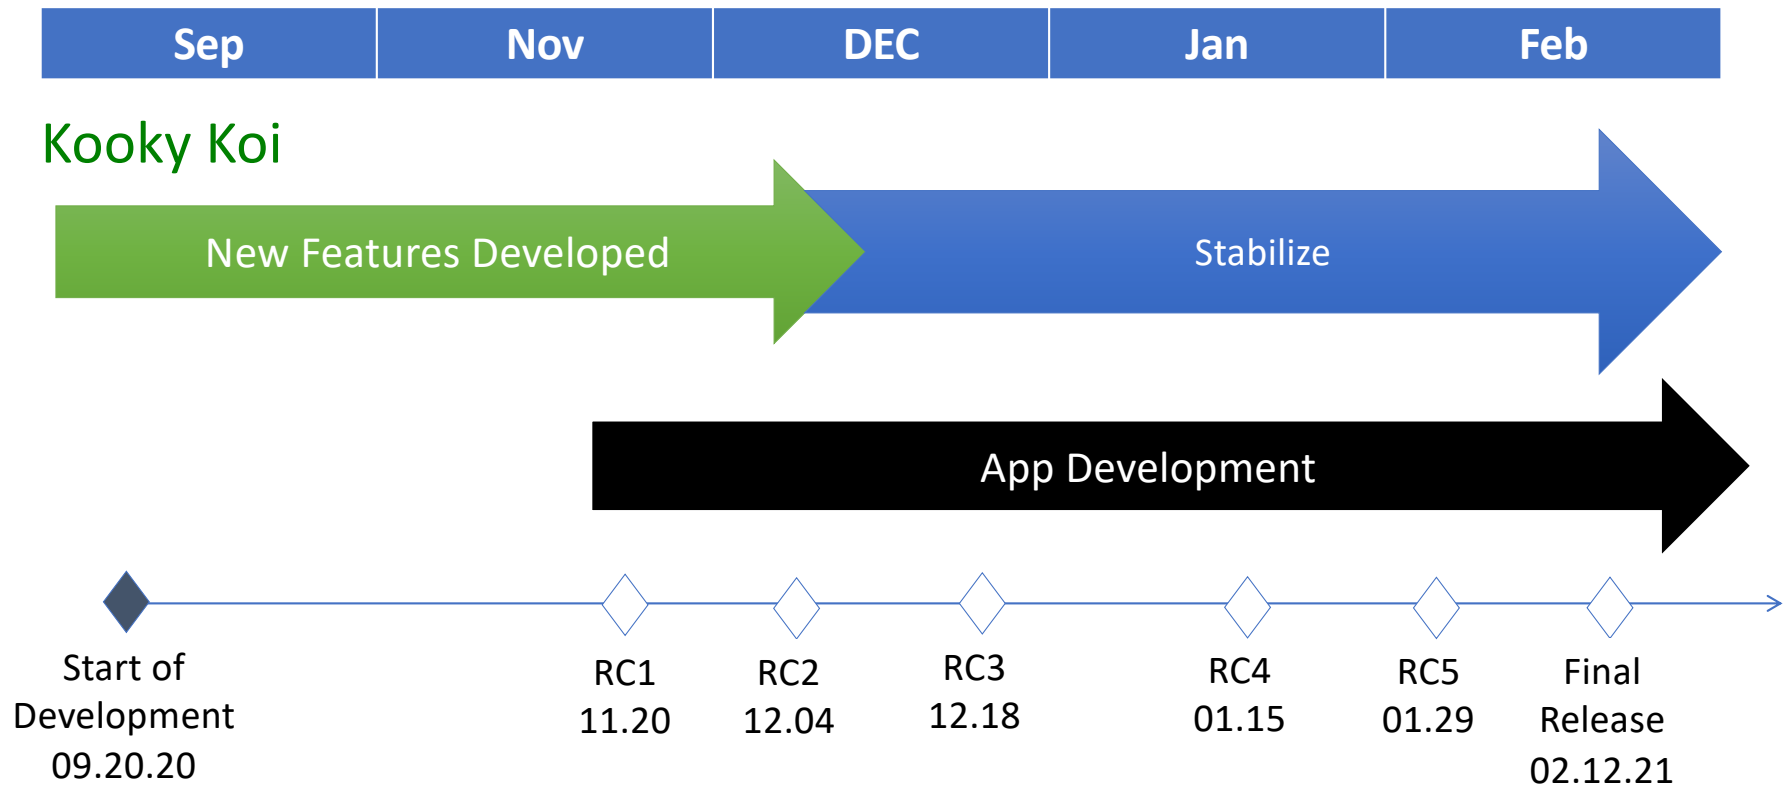 Sep Nov DEC Jan Feb
Kooky Koi
New Features Developed
Stabilize
App Development
Start of
Development
09.20.20
RC1
11.20
RC2
12.04
RC3
12.18
RC4
01.15
RC5
01.29
Final
Release
02.12.21